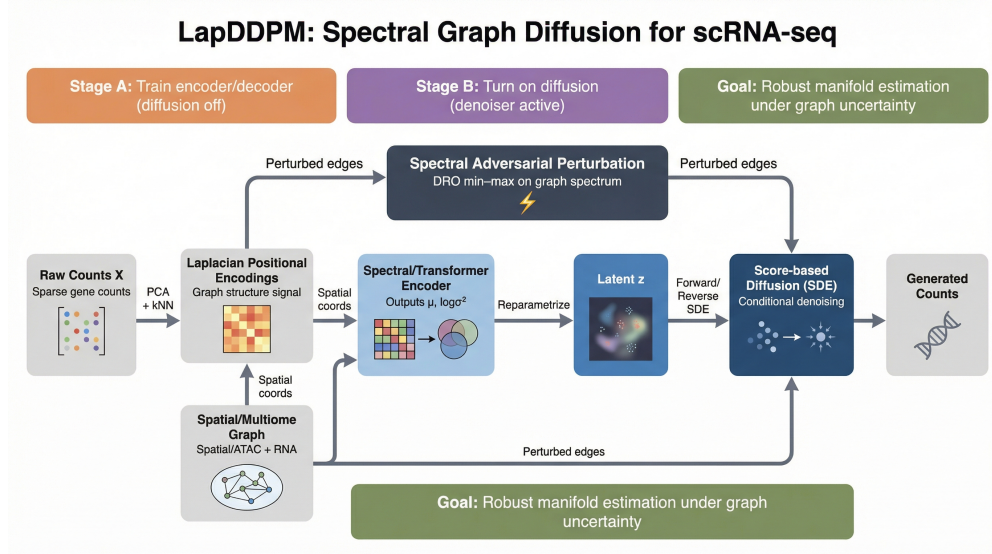 LapDDPM: Spectral Graph Diffusion for scRNA-seq
Stage A: Train encoder/decoder
(diffusion off)
Stage B: Turn on diffusion
(denoiser active)
Goal: Robust manifold estimation
under graph uncertainty
Perturbed edges
Spectral Adversarial Perturbation
DRO min–max on graph spectrum
Perturbed edges
Raw Counts X
Sparse gene counts
PCA
+ kNN
Laplacian Positional
Encodings
Graph structure signal
Spatial
coords
Spectral/Transformer
Encoder
Outputs μ, logσ²
Reparametrize
Latent z
Forward/
Reverse
SDE
Score-based
Diffusion (SDE)
Conditional denoising
Generated
Counts
Spatial
coords
Spatial/Multiome
Graph
Spatial/ATAC + RNA
Perturbed edges
Goal: Robust manifold estimation under graph
uncertainty